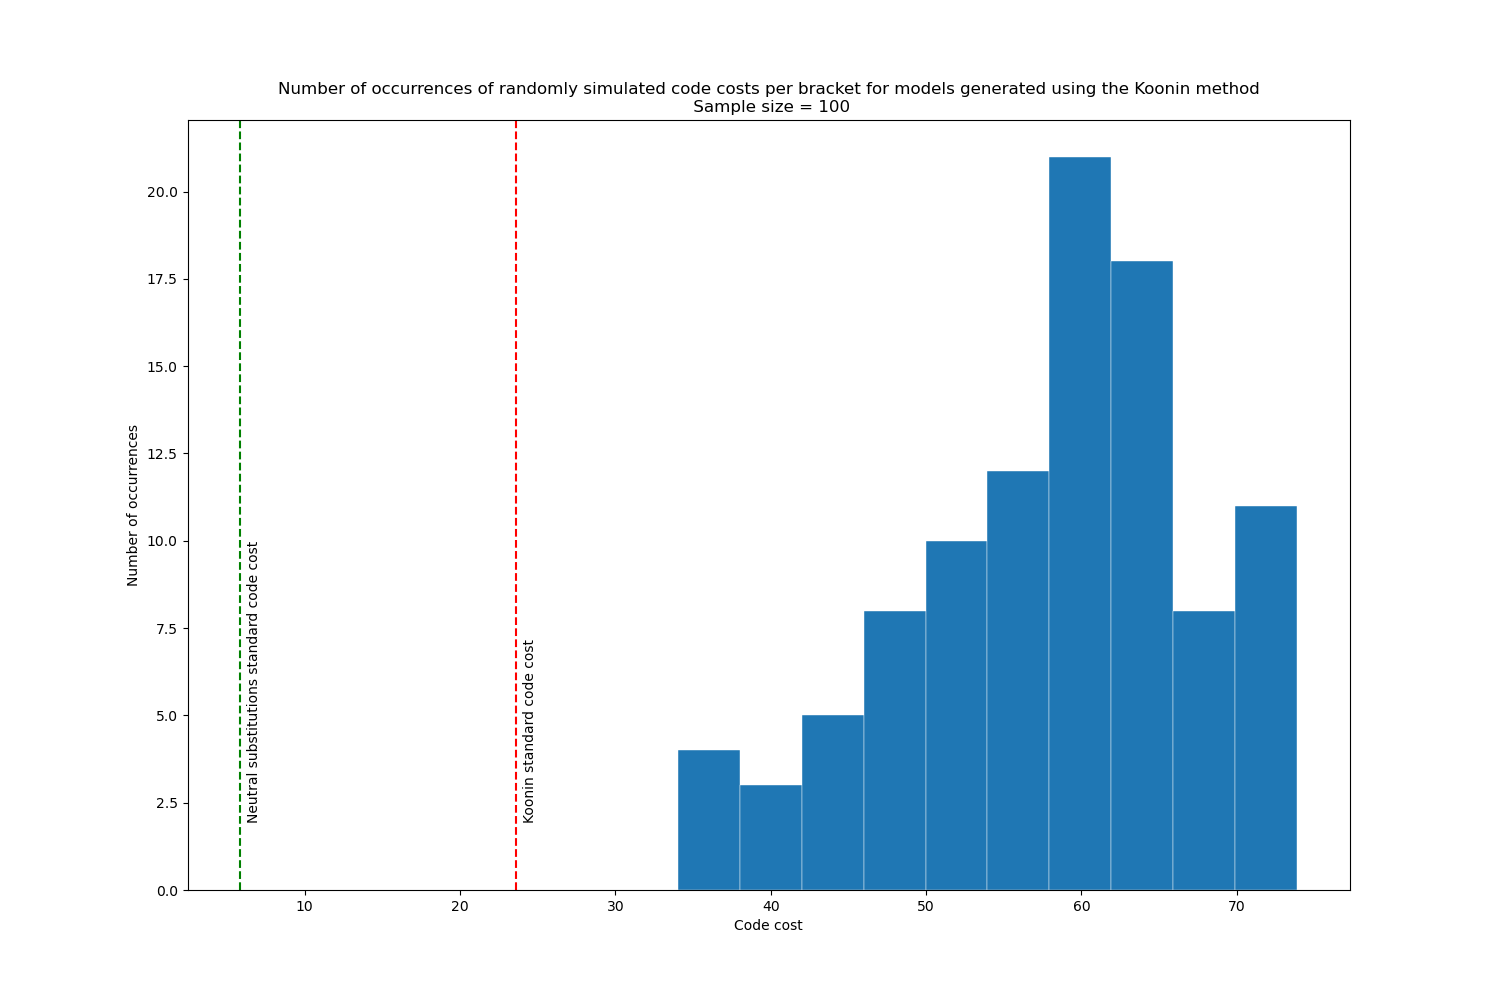 Number of occurrences of randomly simulated code costs per bracket for models generated using the Koonin method
Sample size = 100
Number of occurrences
20.0
17.5
15.0
12.5
10.0
7.5
5.0
2.5
0.0
Neutral substitutions standard code cost
Koonin standard code cost
10
20
30
40
50
60
70
Code cost